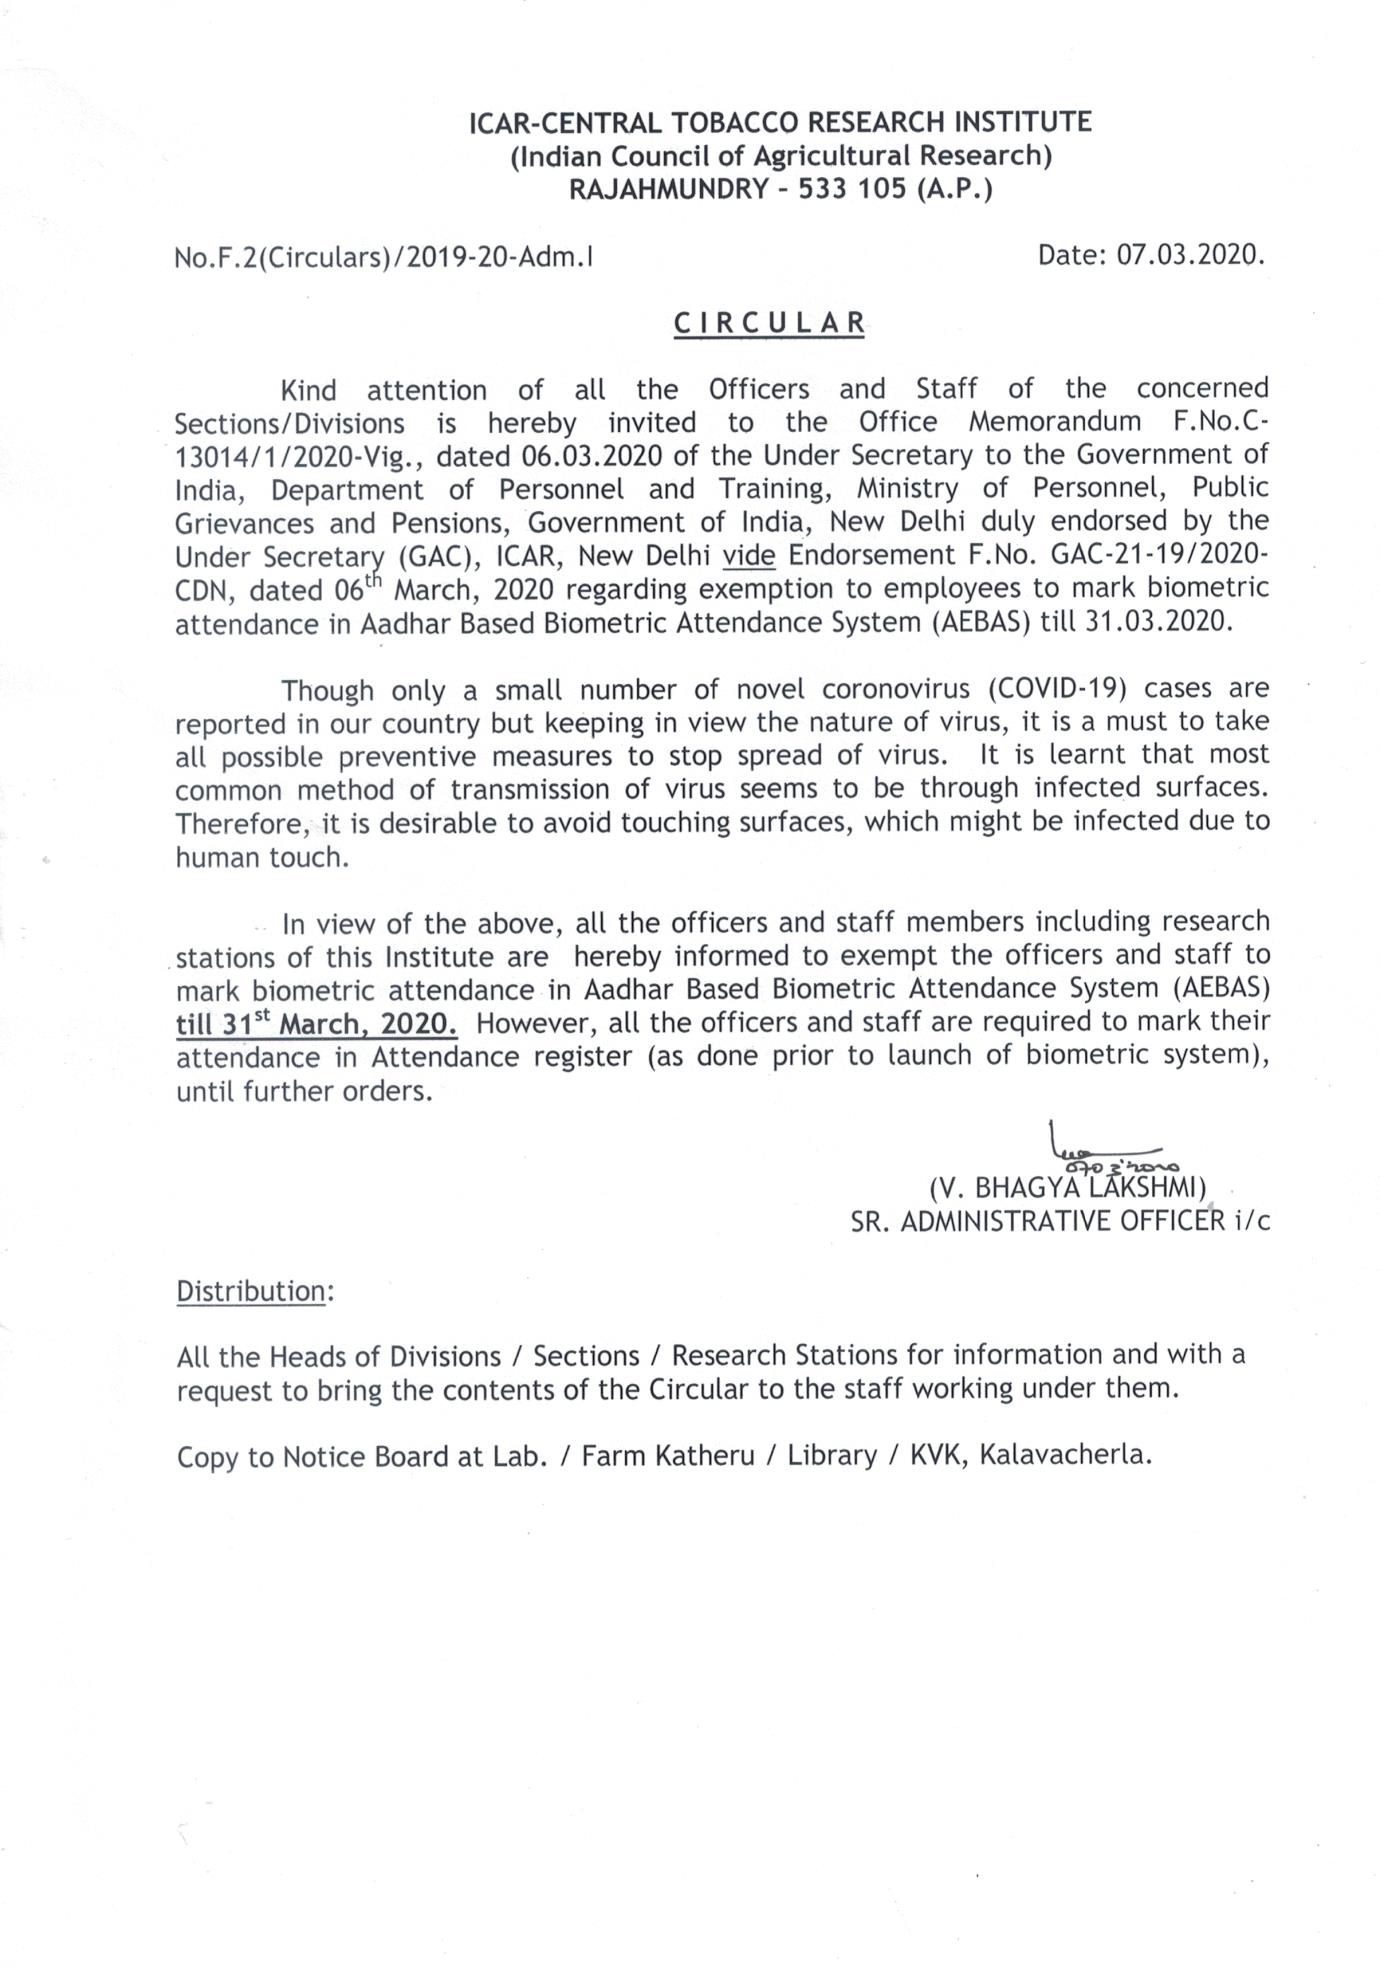 ICAR-CENTRAL TOBACCO RESEARCH INSTITUTE
(Indian Council of Agricultural Research)
RAJAHMUNDRY - 533 105 (A.P.)
No.F.2(Circulars)/2019-20-Adm.I Date: 07.03.2020.
C I R C U L A R
Kind attention of all the Officers and Staff of the concerned
Sections/Divisions is hereby invited to the Office Memorandum F.No.C-
13014/1/2020-Vig., dated 06.03.2020 of the Under Secretary to the Government of
India, Department of Personnel and Training, Ministry of Personnel, Public
Grievances and Pensions, Government of India, New Delhi duly endorsed by the
Under Secretary (GAC), ICAR, New Delhi vide Endorsement F.No. GAC-21-19/2020-
CDN, dated 06th March, 2020 regarding exemption to employees to mark biometric
attendance in Aadhar Based Biometric Attendance System (AEBAS) till 31.03.2020.
Though only a small number of novel coronovirus (COVID-19) cases are
reported in our country but keeping in view the nature of virus, it is a must to take
all possible preventive measures to stop spread of virus. It is learnt that most
common method of transmission of virus seems to be through infected surfaces.
Therefore, it is desirable to avoid touching surfaces, which might be infected due to
human touch.
In view of the above, all the officers and staff members including research
stations of this Institute are hereby informed to exempt the officers and staff to
mark biometric attendance in Aadhar Based Biometric Attendance System (AEBAS)
till 31st March, 2020. However, all the officers and staff are required to mark their
attendance in Attendance register (as done prior to launch of biometric system),
until further orders.
(V. BHAGYA LAKSHMI)
SR. ADMINISTRATIVE OFFICER i/c
Distribution:
All the Heads of Divisions / Sections / Research Stations for information and with a
request to bring the contents of the Circular to the staff working under them.
Copy to Notice Board at Lab. / Farm Katheru / Library / KVK, Kalavacherla.